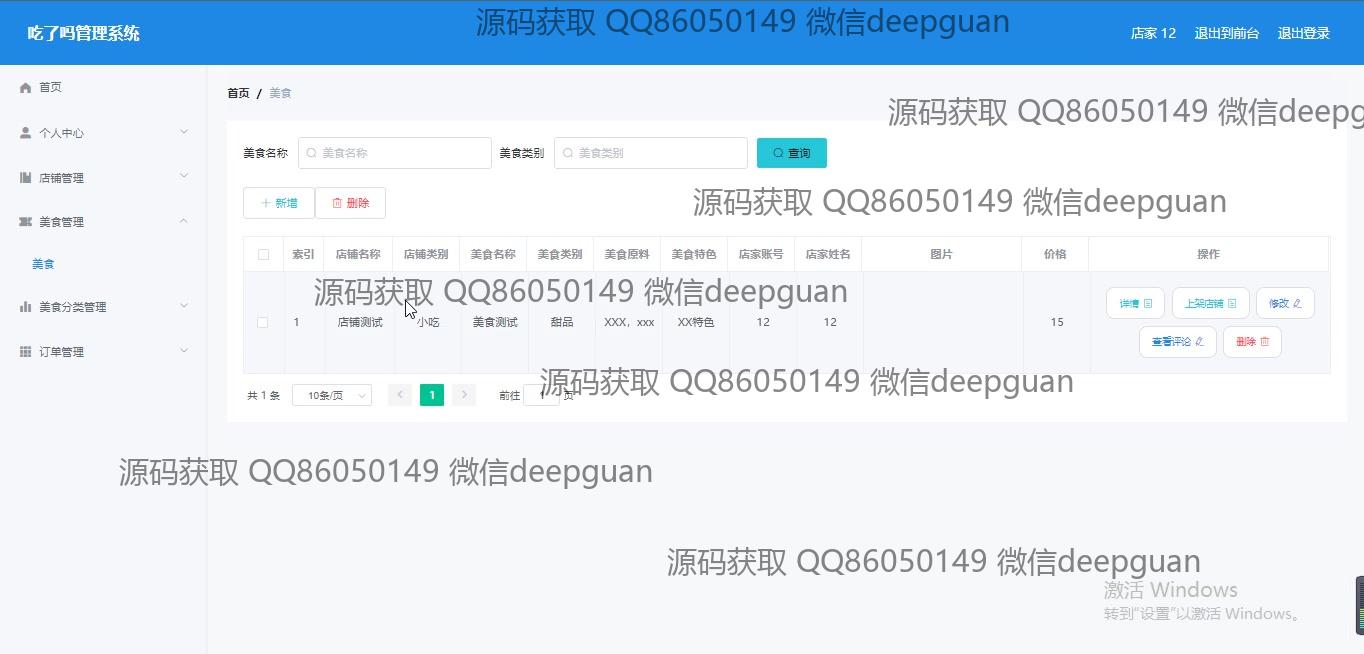 吃了吗管理系统
源码获取 QQ86050149 微信deepguan
店家 12 退出到前台 退出登录
首页
个人中心
店铺管理
美食管理
美食
美食分类管理
订单管理
首页 / 美食
源码获取 QQ86050149 微信deepg
美食名称 美食名称 美食类别 美食类别 查询
新增 删除
源码获取 QQ86050149 微信deepguan
索引 店铺名称 店铺类别 美食名称 美食类别 美食原料 美食特色 店家账号 店家姓名 图片 价格 操作
源码获取 QQ86050149 微信deepguan
1 店铺测试 小吃 美食测试 甜品 XXX，xxx XX特色 12 12 15
详情 上架店铺 修改
查看评论 删除
源码获取 QQ86050149 微信deepguan
共 1 条 10条/页 1 前往 1 页
源码获取 QQ86050149 微信deepguan
源码获取 QQ86050149 微信deepguan
激活 Windows
转到“设置”以激活 Windows。